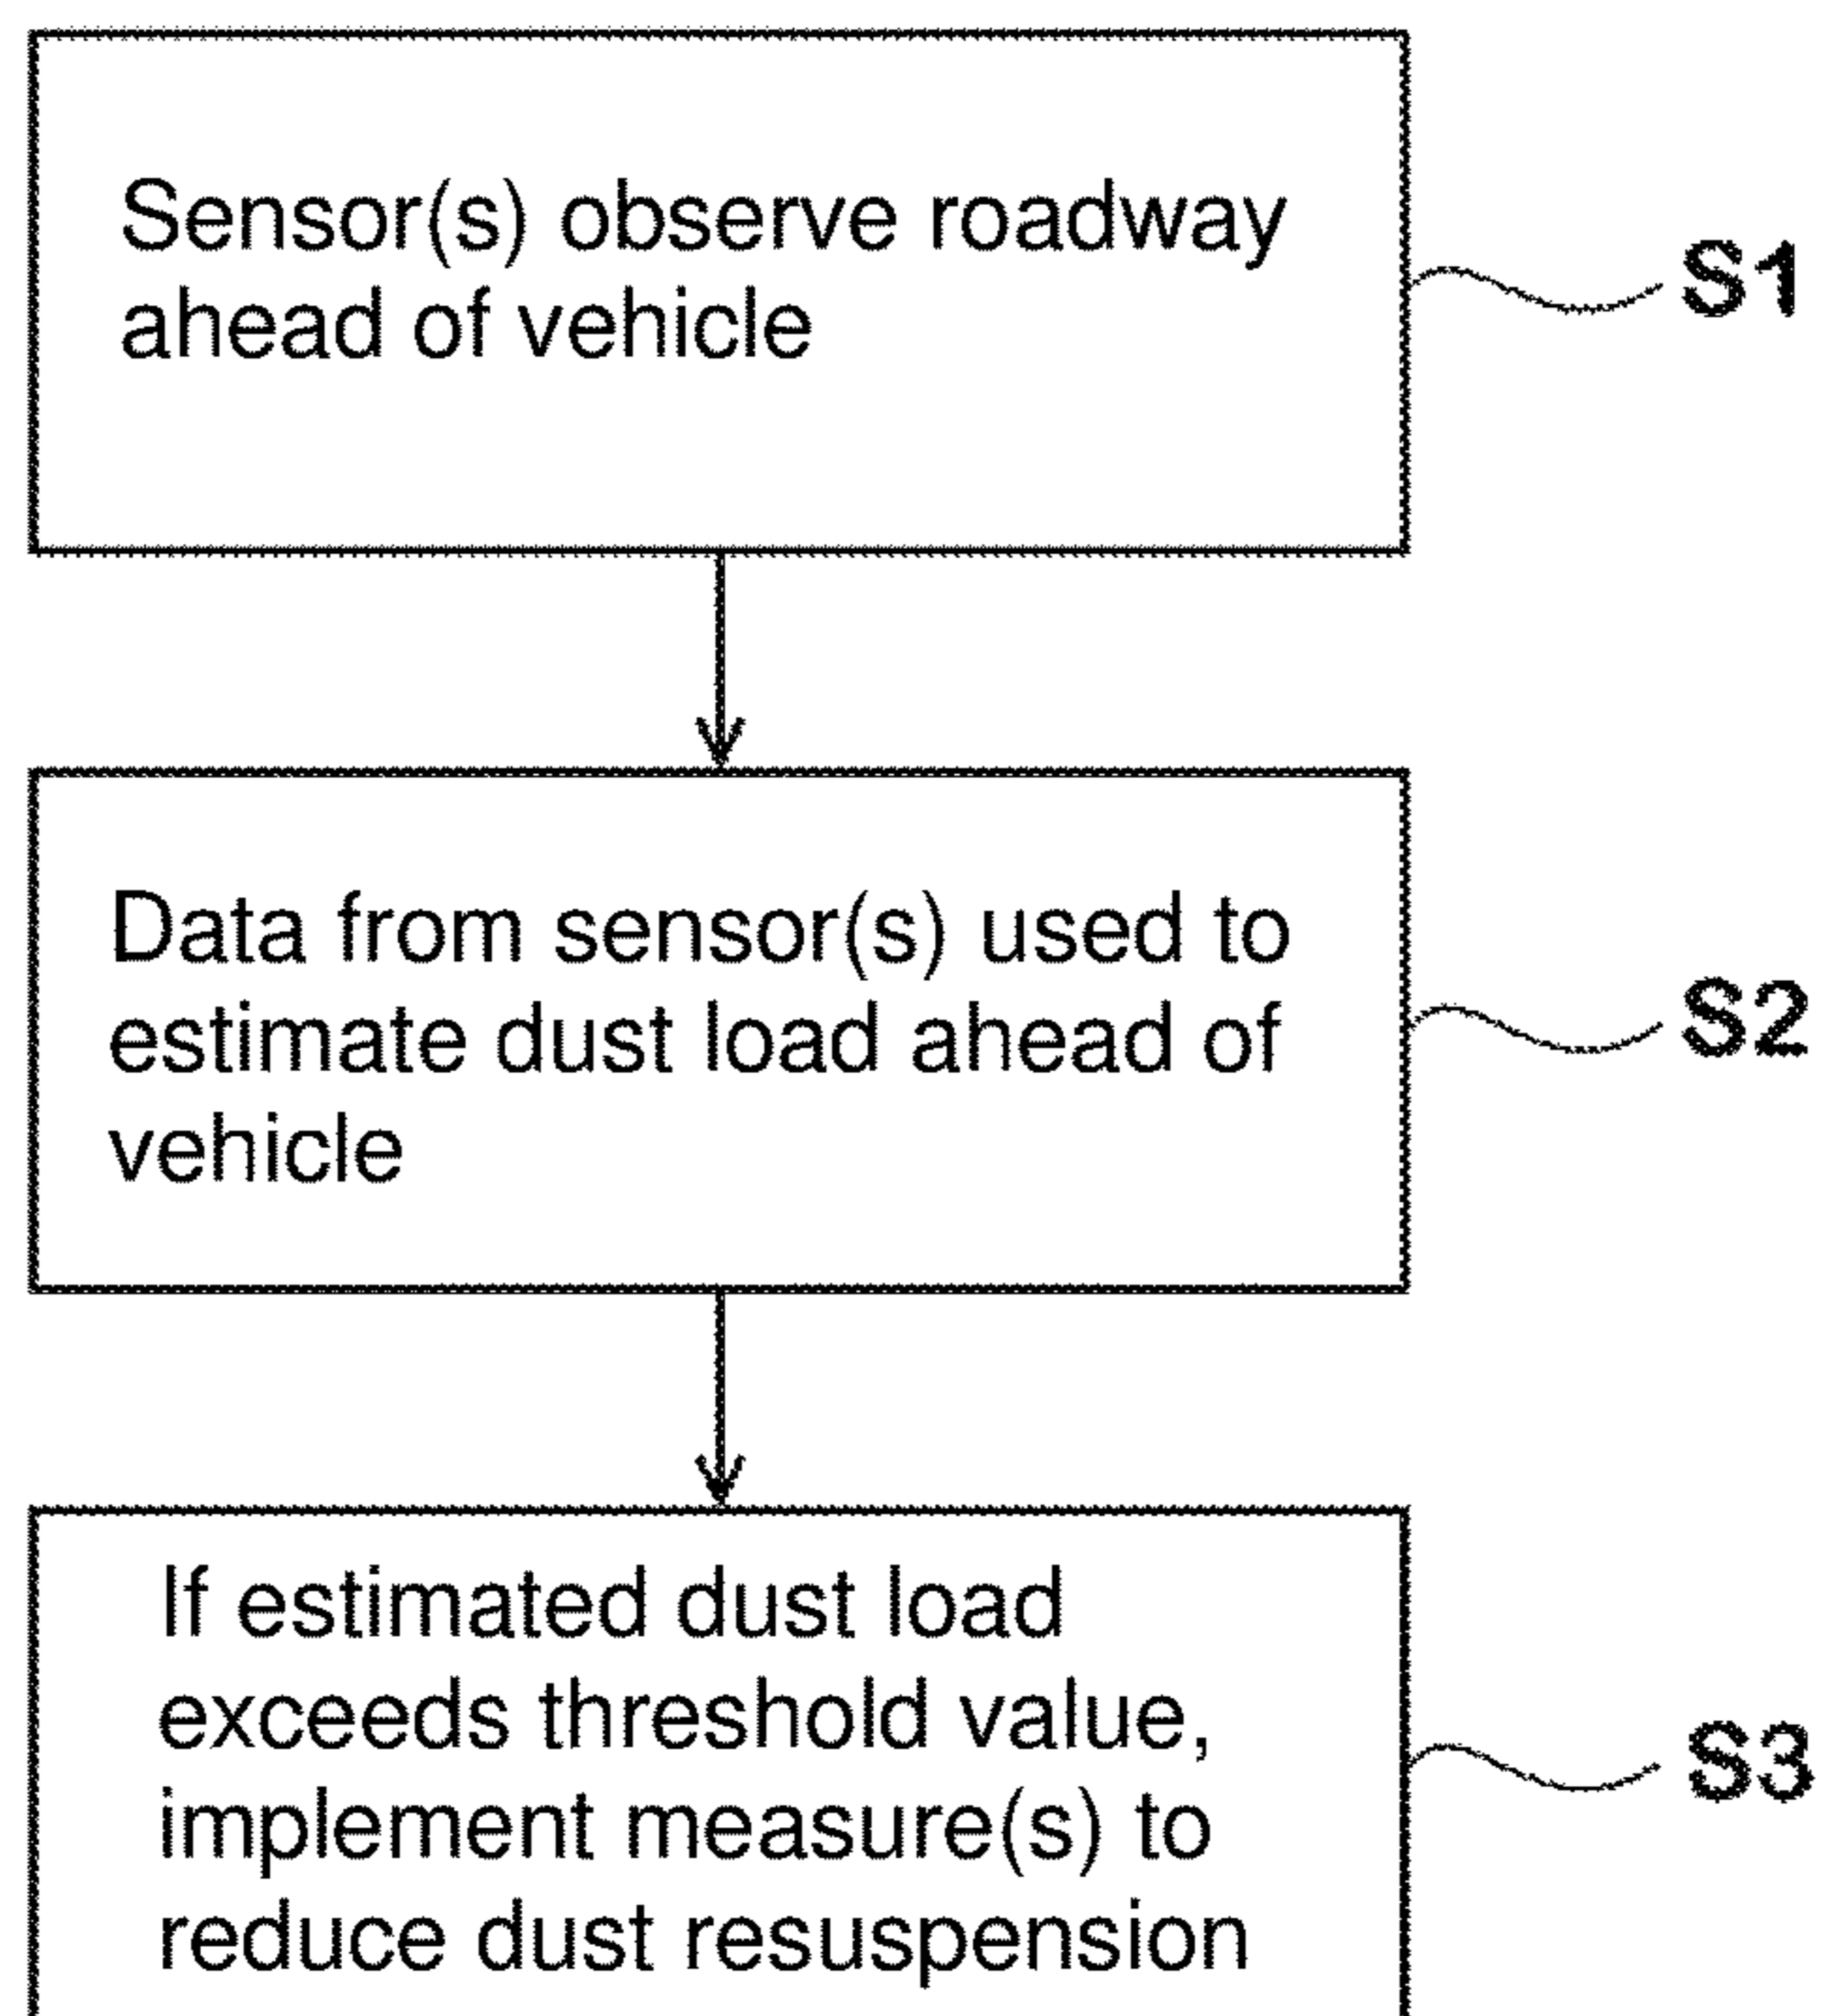 Sensor(s) observe roadway
ahead of vehicle
S1
Data from sensor(s) used to
estimate dust load ahead of
vehicle
S2
If estimated dust load
exceeds threshold value,
implement measure(s) to
reduce dust resuspension
S3